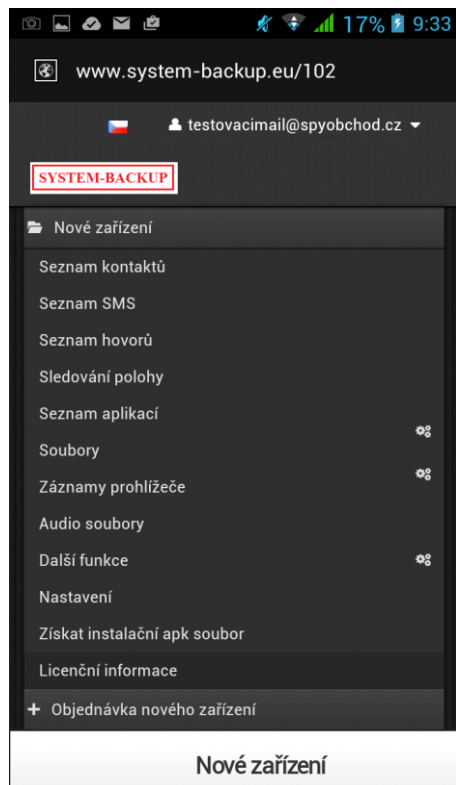 17% 9:33
www.system-backup.eu/102
testovacimail@spyobchod.cz
SYSTEM-BACKUP
Nové zařízení
Seznam kontaktů
Seznam SMS
Seznam hovorů
Sledování polohy
Seznam aplikací
Soubory
Záznamy prohlížeče
Audio soubory
Další funkce
Nastavení
Získat instalační apk soubor
Licenční informace
+ Objednávka nového zařízení
Nové zařízení